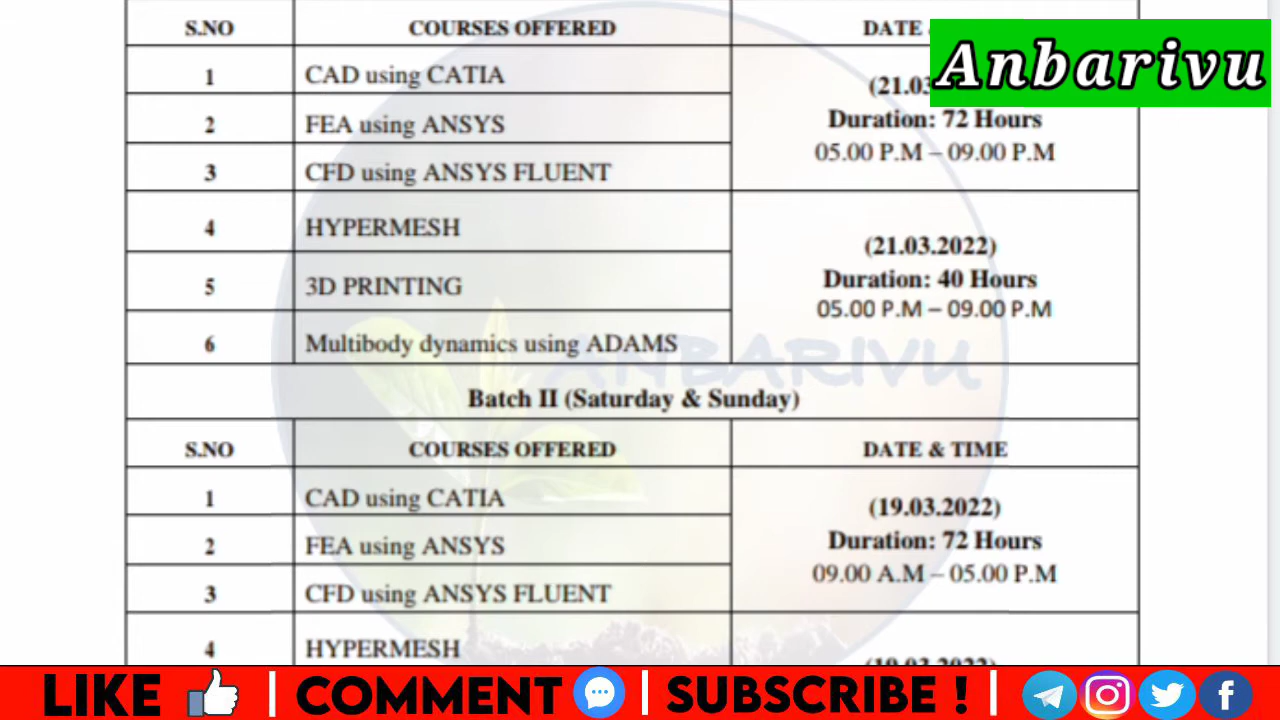 S.NO COURSES OFFERED DATE
Anbarivu
1 CAD using CATIA
(21.03
2 FEA using ANSYS
Duration: 72 Hours
05.00 P.M – 09.00 P.M
3 CFD using ANSYS FLUENT
4 HYPERMESH
(21.03.2022)
5 3D PRINTING
Duration: 40 Hours
05.00 P.M – 09.00 P.M
6 Multibody dynamics using ADAMS
ANBARIVU
Batch II (Saturday & Sunday)
S.NO COURSES OFFERED DATE & TIME
1 CAD using CATIA
(19.03.2022)
2 FEA using ANSYS
Duration: 72 Hours
09.00 A.M – 05.00 P.M
3 CFD using ANSYS FLUENT
4 HYPERMESH
LIKE | COMMENT | SUBSCRIBE ! |